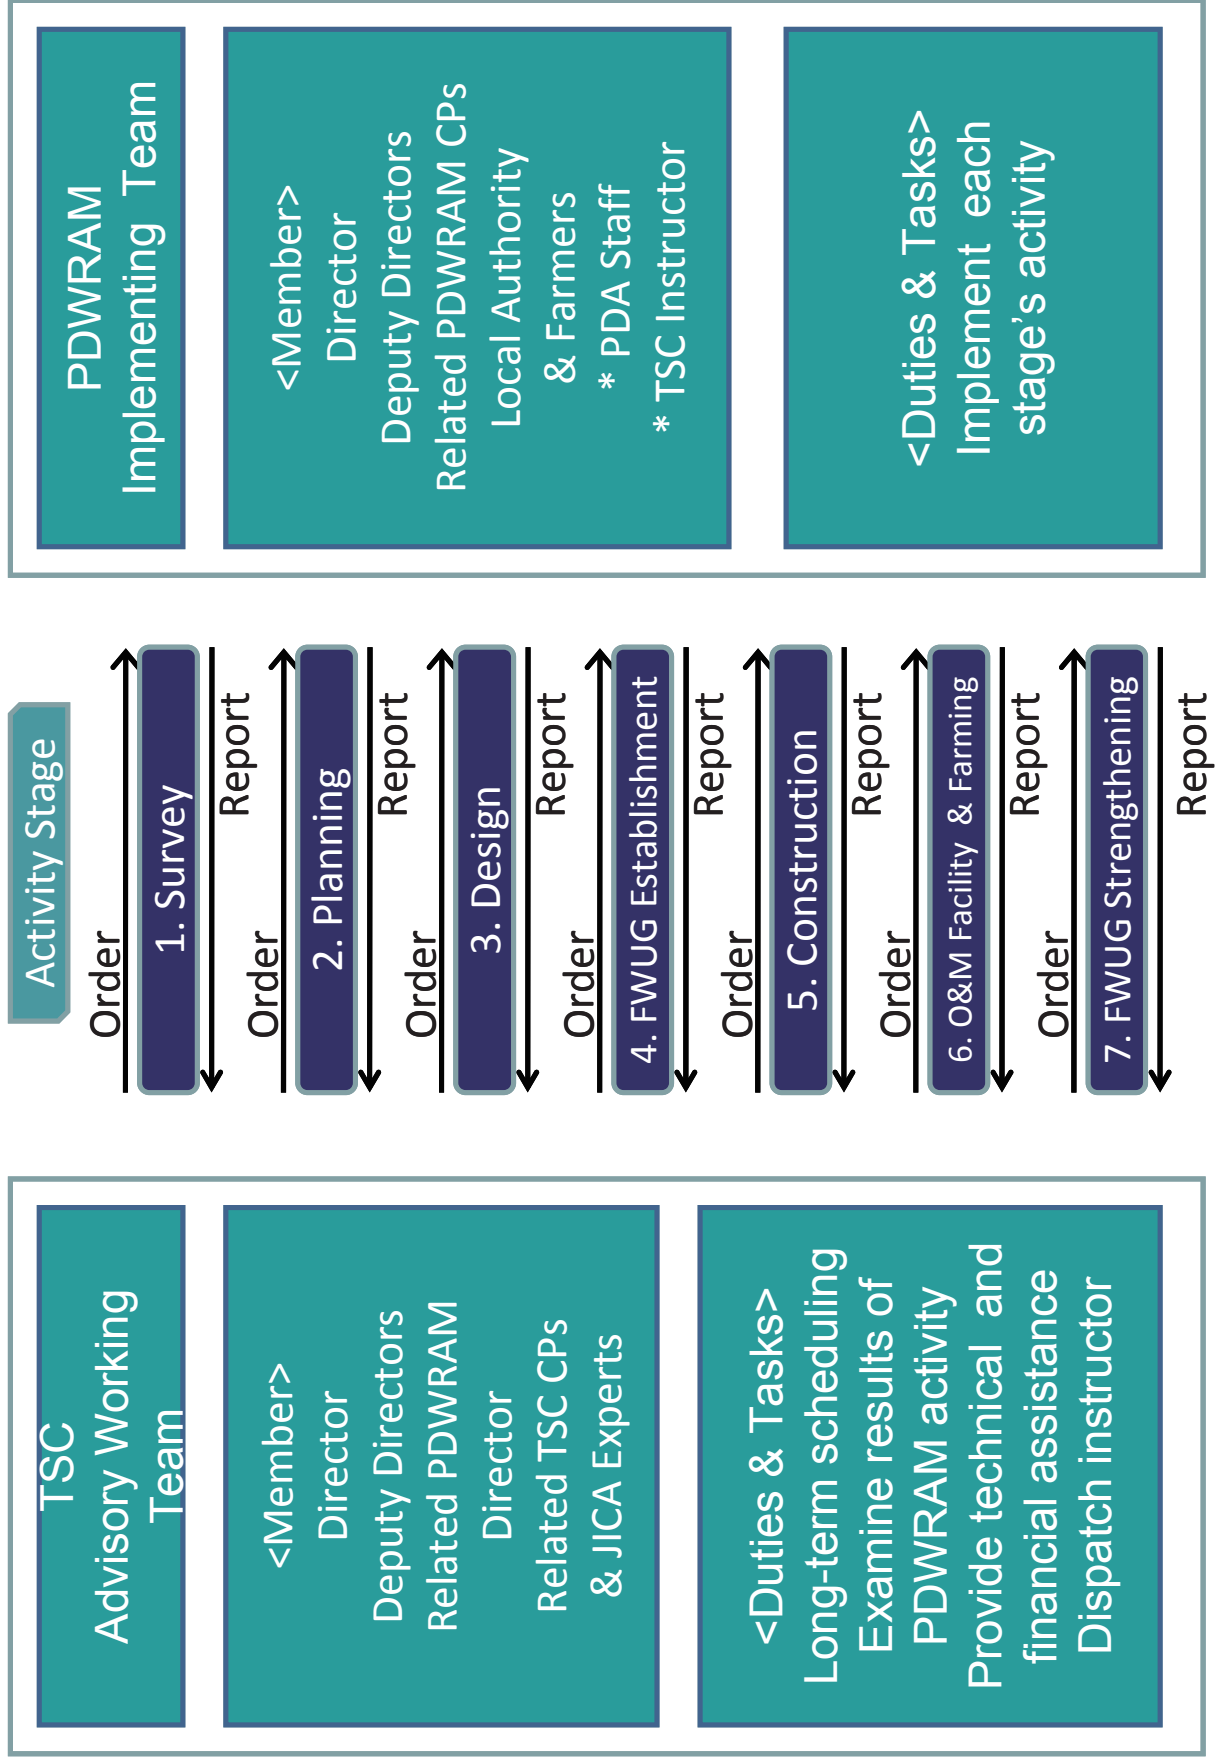 TSC
Advisory Working
Team
<Member>
Director
Deputy Directors
Related PDWRAM
Director
Related TSC CPs
& JICA Experts
<Duties & Tasks>
Long-term scheduling
Examine results of
PDWRAM activity
Provide technical and
financial assistance
Dispatch instructor
Activity Stage
Order
1. Survey
Report
Order
2. Planning
Report
Order
3. Design
Report
Order
4. FWUG Establishment
Report
Order
5. Construction
Report
Order
6. O&M Facility & Farming
Report
Order
7. FWUG Strengthening
Report
PDWRAM
Implementing Team
<Member>
Director
Deputy Directors
Related PDWRAM CPs
Local Authority
& Farmers
* PDA Staff
* TSC Instructor
<Duties & Tasks>
Implement each
stage's activity